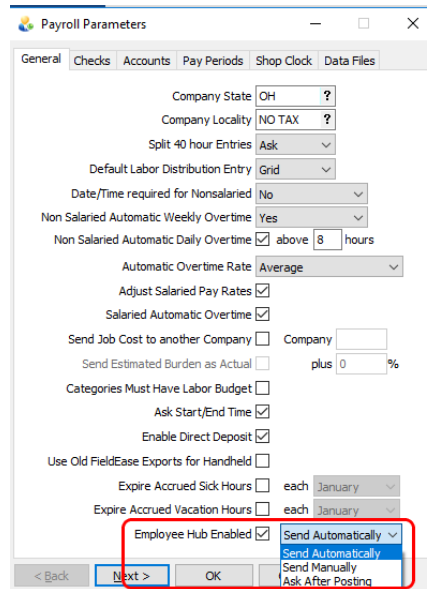 Payroll Parameters
General Checks Accounts Pay Periods Shop Clock Data Files
Company State OH ?
Company Locality NO TAX ?
Split 40 hour Entries Ask
Default Labor Distribution Entry Grid
Date/Time required for Nonsalaried No
Non Salaried Automatic Weekly Overtime Yes
Non Salaried Automatic Daily Overtime above 8 hours
Automatic Overtime Rate Average
Adjust Salaried Pay Rates
Salaried Automatic Overtime
Send Job Cost to another Company Company
Send Estimated Burden as Actual plus 0 %
Categories Must Have Labor Budget
Ask Start/End Time
Enable Direct Deposit
Use Old FieldEase Exports for Handheld
Expire Accrued Sick Hours each January
Expire Accrued Vacation Hours each January
Employee Hub Enabled Send Automatically
Send Automatically
Send Manually
Ask After Posting
< Back Next > OK